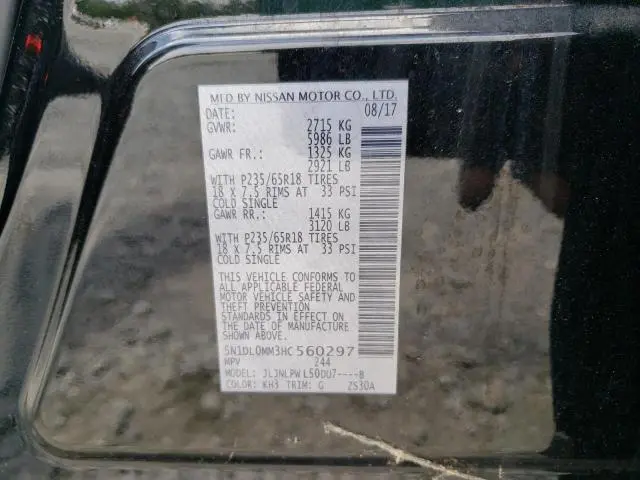 MFD BY NISSAN MOTOR CO., LTD.
DATE: 08/17
GVWR: 2715 KG
5986 LB
GAWR FR.: 1325 KG
2921 LB
WITH P235/65R18 TIRES
18 X 7.5 RIMS AT 33 PSI
COLD SINGLE
GAWR RR.: 1415 KG
3120 LB
WITH P235/65R18 TIRES
18 X 7.5 RIMS AT 33 PSI
COLD SINGLE
THIS VEHICLE CONFORMS TO
ALL APPLICABLE FEDERAL
MOTOR VEHICLE SAFETY AND
THEFT PREVENTION
STANDARDS IN EFFECT ON
THE DATE OF MANUFACTURE
SHOWN ABOVE.
5N1DL0MM3HC560297
MPV 244
MODEL: JLJNLPWL50DU7----B
COLOR: KH3 TRIM: G ZS30A